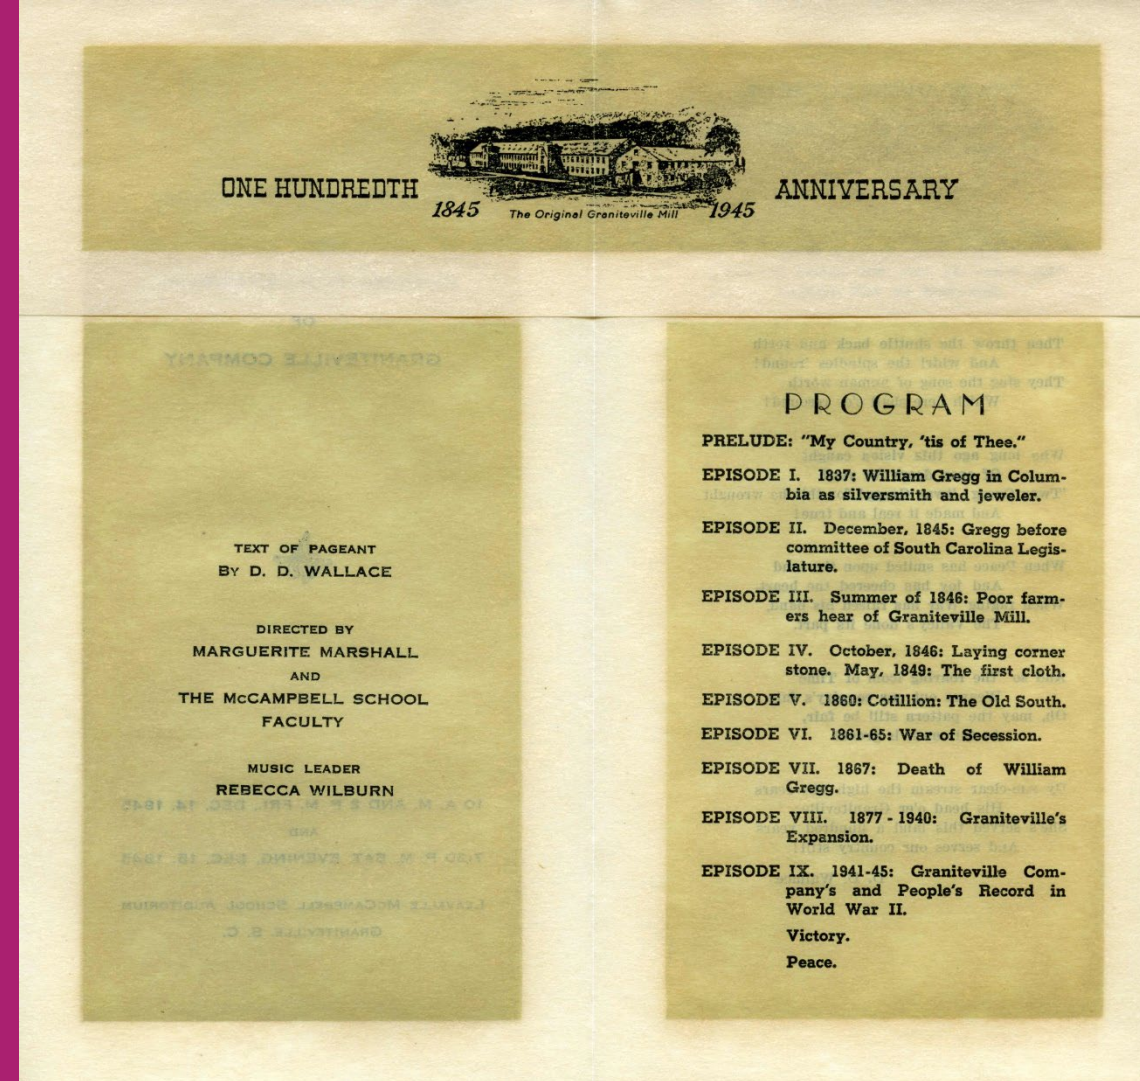 ONE HUNDREDTH
1845
The Original Graniteville Mill
1945
ANNIVERSARY
TEXT OF PAGEANT
BY D. D. WALLACE
DIRECTED BY
MARGUERITE MARSHALL
AND
THE McCAMPBELL SCHOOL
FACULTY
MUSIC LEADER
REBECCA WILBURN
PROGRAM
PRELUDE: "My Country, 'tis of Thee."
EPISODE I. 1837: William Gregg in Colum-
bia as silversmith and jeweler.
EPISODE II. December, 1845: Gregg before
committee of South Carolina Legis-
lature.
EPISODE III. Summer of 1846: Poor farm-
ers hear of Graniteville Mill.
EPISODE IV. October, 1846: Laying corner
stone. May, 1849: The first cloth.
EPISODE V. 1860: Cotillion: The Old South.
EPISODE VI. 1861-65: War of Secession.
EPISODE VII. 1867: Death of William
Gregg.
EPISODE VIII. 1877 - 1940: Graniteville's
Expansion.
EPISODE IX. 1941-45: Graniteville Com-
pany's and People's Record in
World War II.
Victory.
Peace.